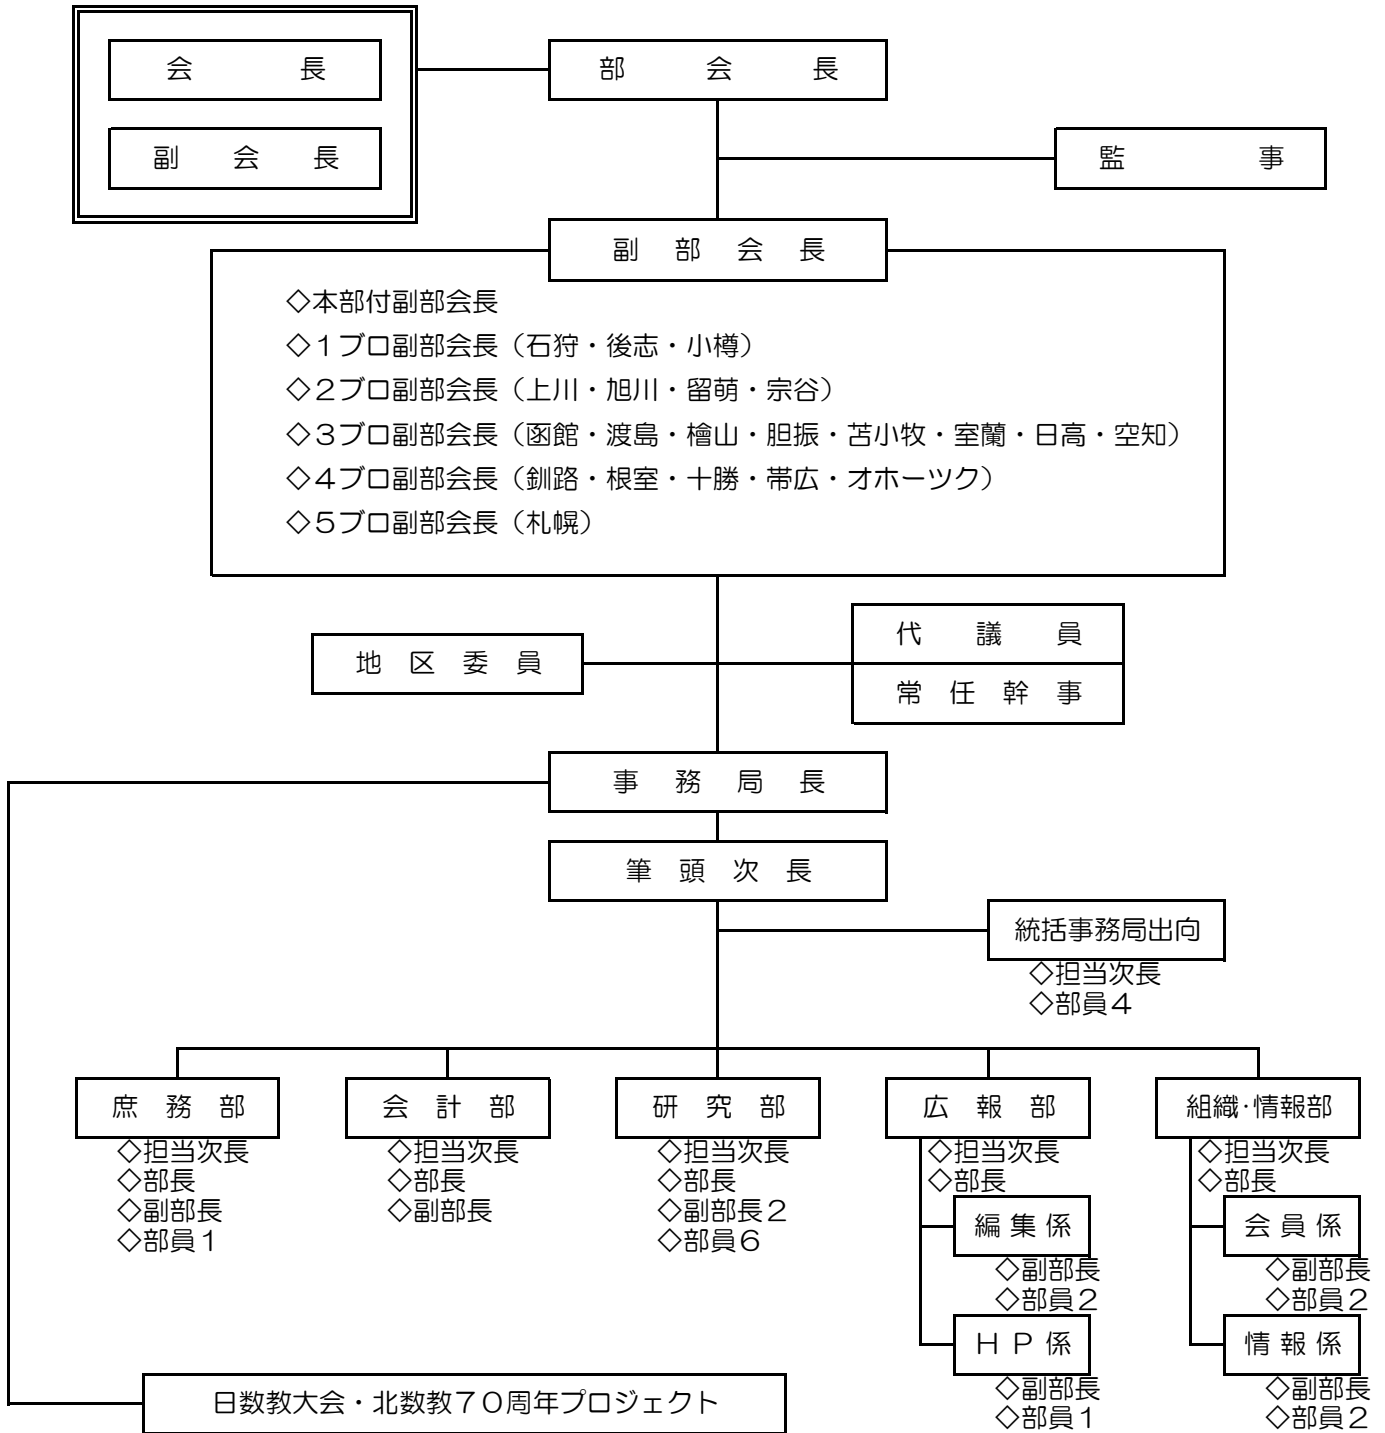 会長
部会長
副会長
監事
副部会長
◇本部付副部会長
◇１ブロ副部会長（石狩・後志・小樽）
◇２ブロ副部会長（上川・旭川・留萌・宗谷）
◇３ブロ副部会長（函館・渡島・檜山・胆振・苫小牧・室蘭・日高・空知）
◇４ブロ副部会長（釧路・根室・十勝・帯広・オホーツク）
◇５ブロ副部会長（札幌）
地区委員
代議員
常任幹事
事務局長
筆頭次長
統括事務局出向
◇担当次長
◇部員４
庶務部
◇担当次長
◇部長
◇副部長
◇部員１
会計部
◇担当次長
◇部長
◇副部長
研究部
◇担当次長
◇部長
◇副部長２
◇部員６
広報部
◇担当次長
◇部長
編集係
◇副部長
◇部員２
ＨＰ係
◇副部長
◇部員１
組織・情報部
◇担当次長
◇部長
会員係
◇副部長
◇部員２
情報係
◇副部長
◇部員２
日数教大会・北数教７０周年プロジェクト